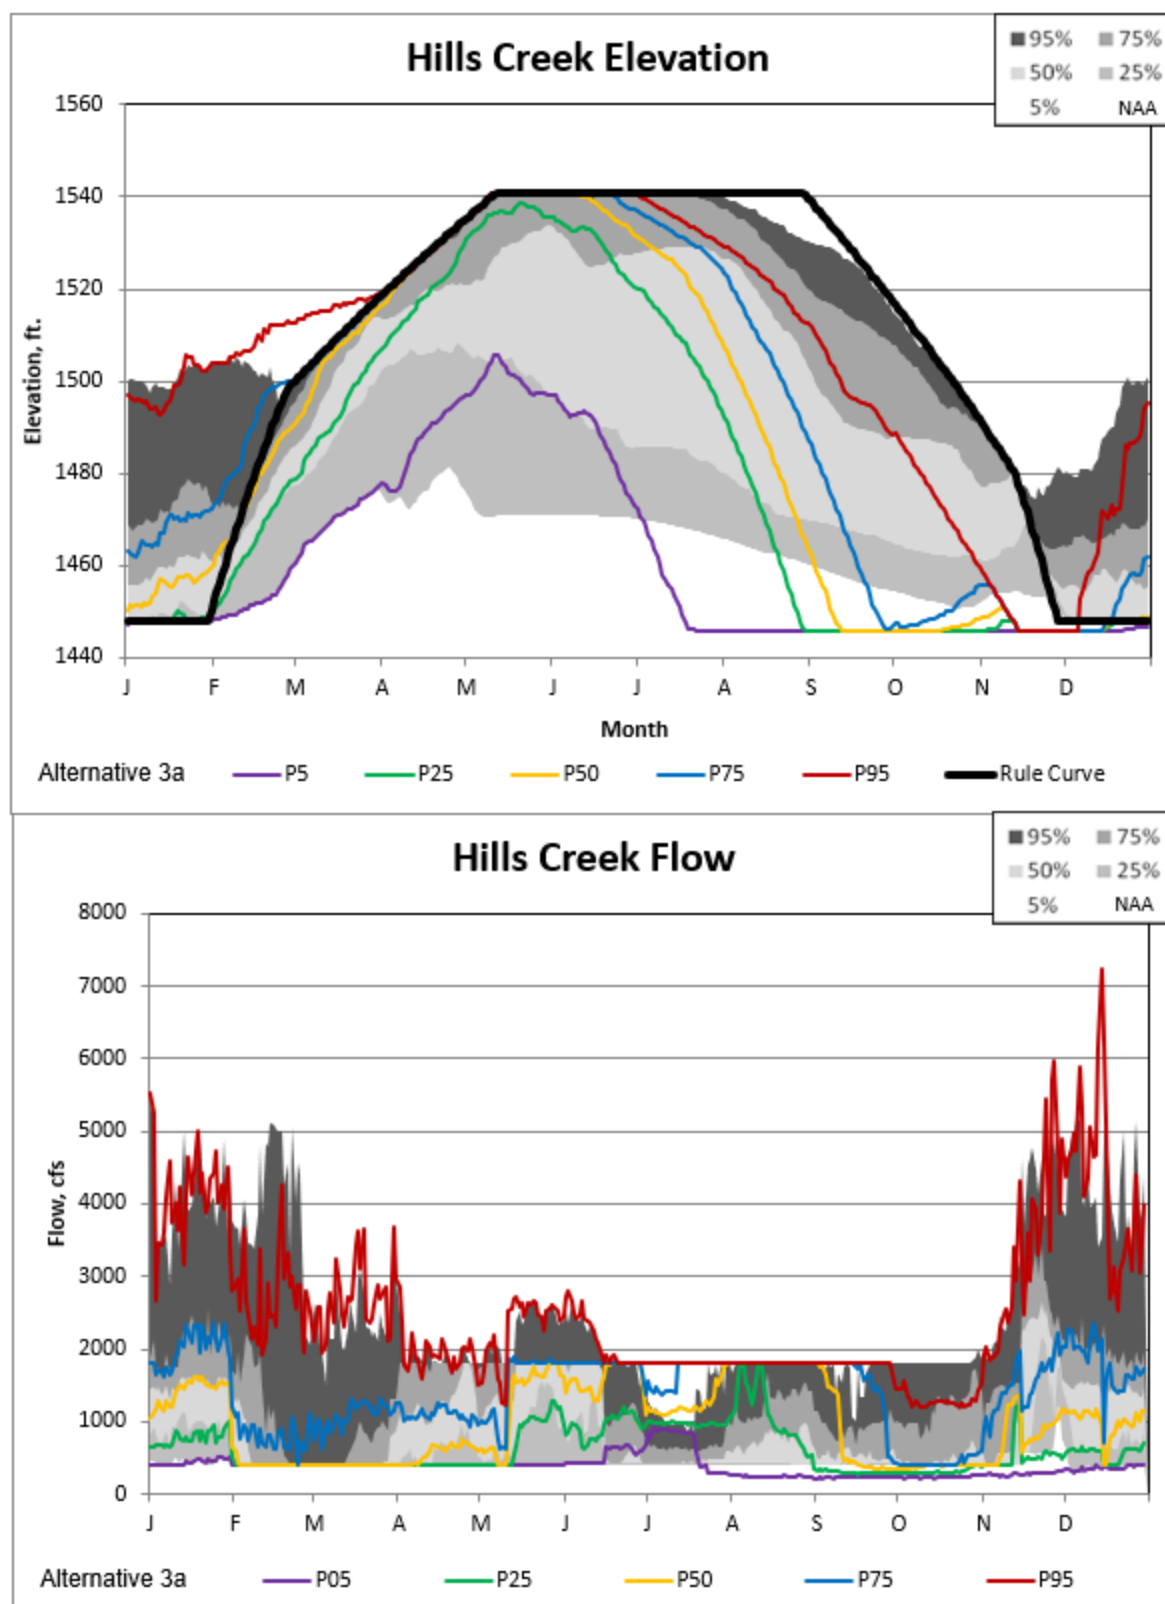 Hills Creek Elevation
95% 75%
50% 25%
5% NAA
1560
1540
1520
1500
1480
1460
1440
Elevation, ft.
J F M A M J J A S O N D
Month
Alternative 3a P5 P25 P50 P75 P95 Rule Curve
Hills Creek Flow
95% 75%
50% 25%
5% NAA
8000
7000
6000
5000
4000
3000
2000
1000
0
Flow, cfs
J F M A M J J A S O N D
Alternative 3a P05 P25 P50 P75 P95